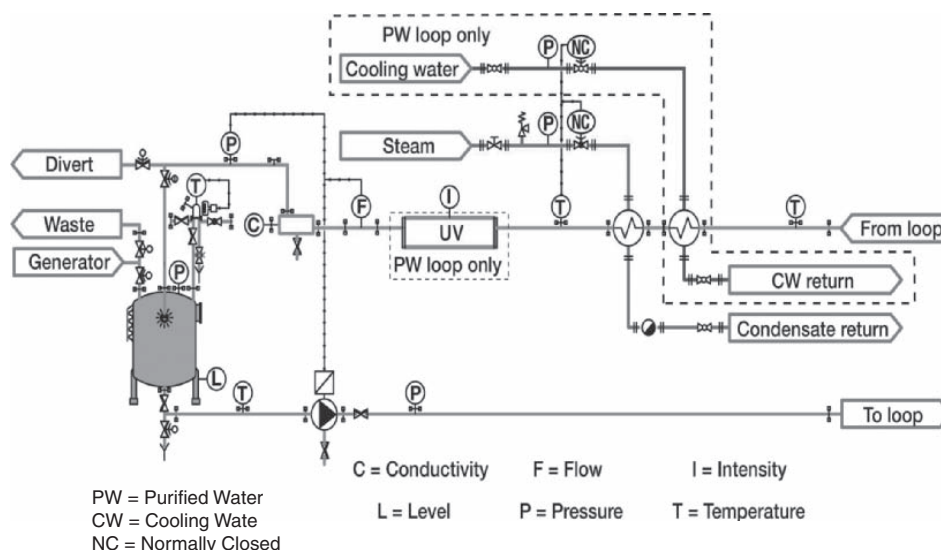 PW loop only
P
NC
Cooling water
P
Steam
P
NC
Divert
T
I
Waste
F
C
UV
T
T
From loop
Generator
P
PW loop only
CW return
Condensate return
L
T
P
To loop
C = Conductivity
F = Flow
I = Intensity
L = Level
P = Pressure
T = Temperature
PW = Purified Water
CW = Cooling Wate
NC = Normally Closed